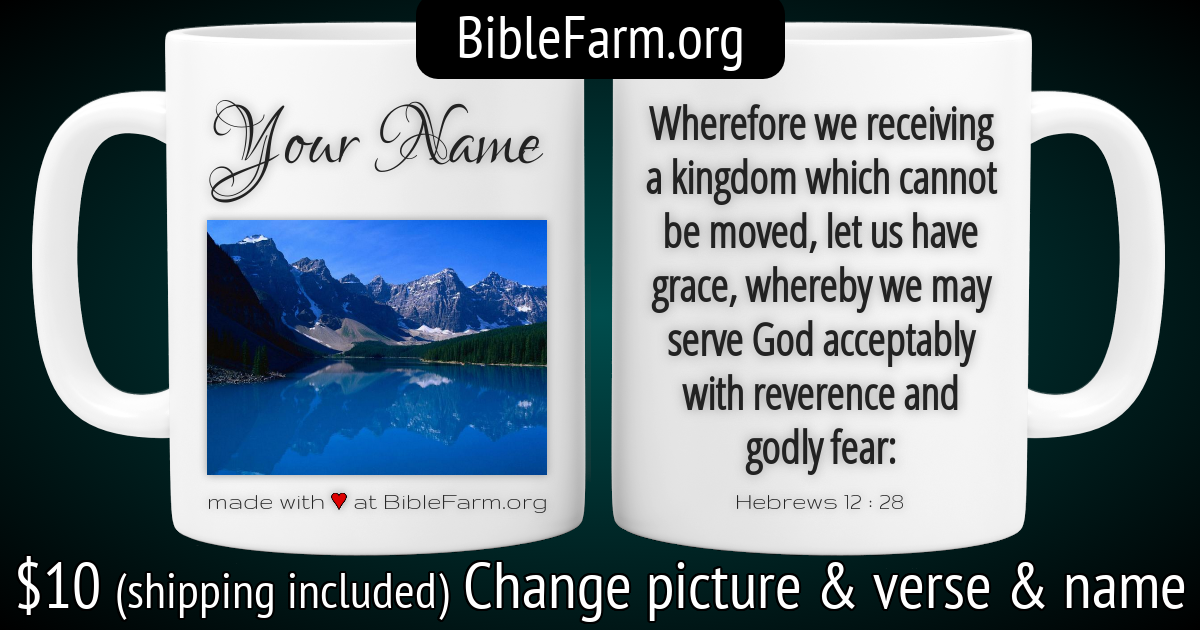 BibleFarm.org
Your Name
made with ♥ at BibleFarm.org
Wherefore we receiving
a kingdom which cannot
be moved, let us have
grace, whereby we may
serve God acceptably
with reverence and
godly fear:
Hebrews 12 : 28
$10 (shipping included) Change picture & verse & name